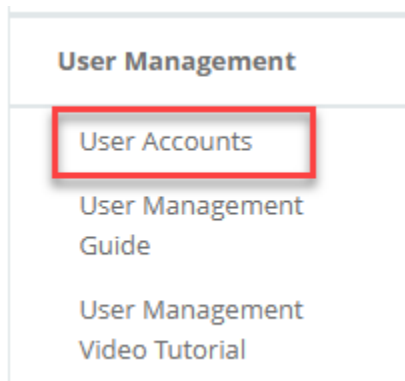 User Management
User Accounts
User Management
Guide
User Management
Video Tutorial